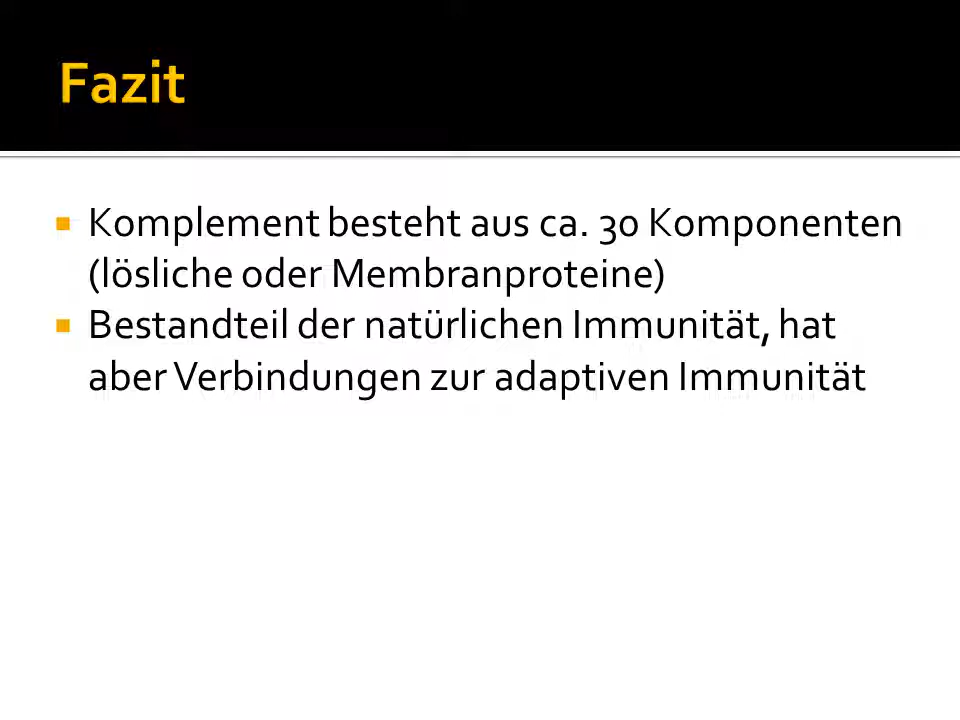 Fazit
Komplement besteht aus ca. 30 Komponenten
(lösliche oder Membranproteine)
Bestandteil der natürlichen Immunität, hat
aber Verbindungen zur adaptiven Immunität